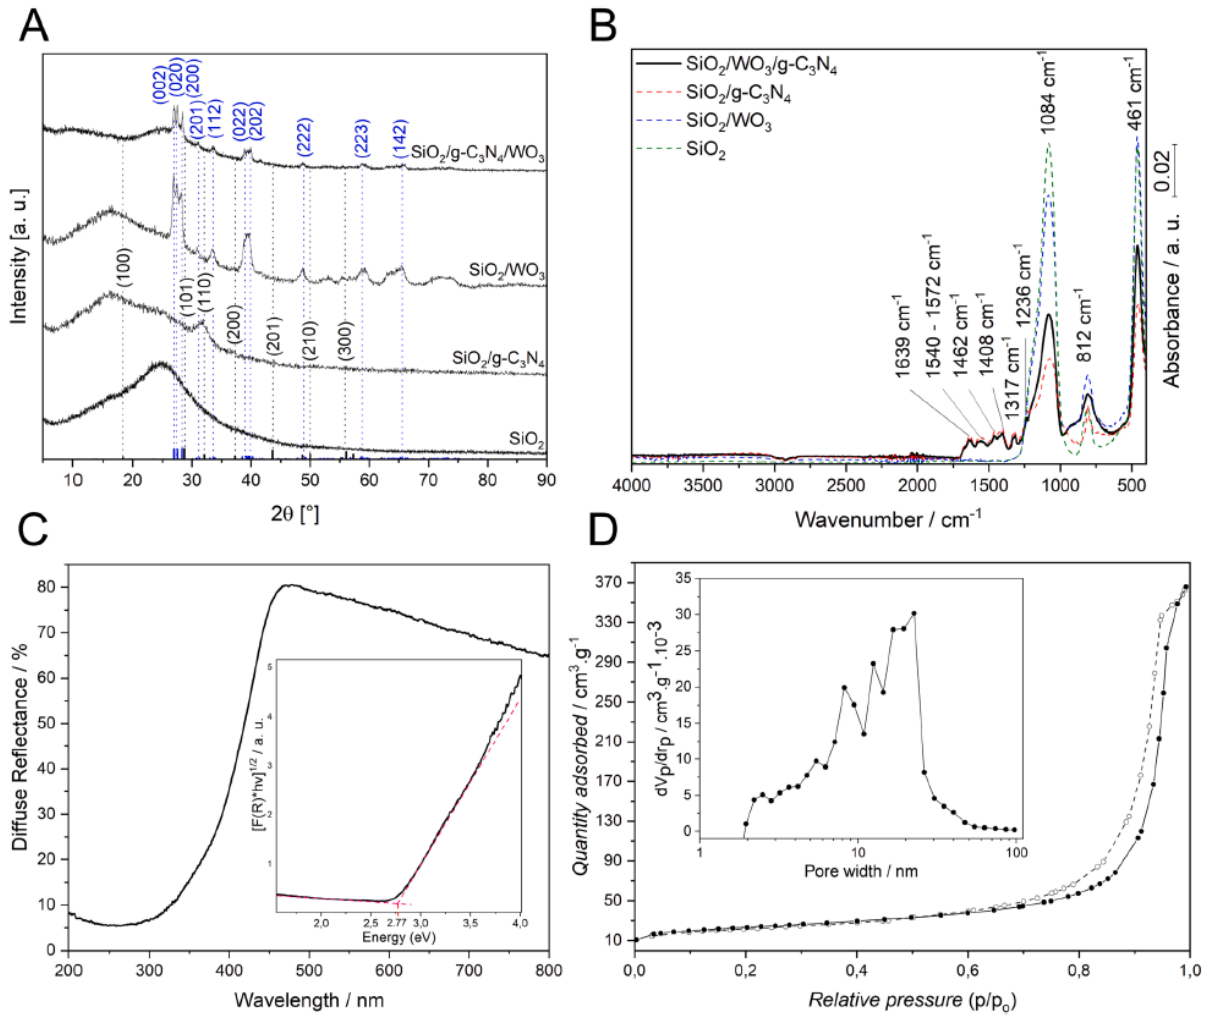 A
(002)
(020)
(200)
(201)
(112)
(022)
(202)
(222)
(223)
(142)
SiO2/g-C3N4/WO3
SiO2/WO3
(100)
(101)
(110)
(200)
(201)
(210)
(300)
SiO2/g-C3N4
SiO2
Intensity [a. u.]
5 10 20 30 40 50 60 70 80 90
2θ [°]
B
SiO2/WO3/g-C3N4
SiO2/g-C3N4
SiO2/WO3
SiO2
1639 cm-1
1540 - 1572 cm-1
1462 cm-1
1408 cm-1
1317 cm-1
1236 cm-1
1084 cm-1
812 cm-1
461 cm-1
0.02
Absorbance / a. u.
4000 3500 3000 2500 2000 1500 1000 500
Wavenumber / cm-1
C
Diffuse Reflectance / %
80
70
60
50
40
30
20
10
0
200 300 400 500 600 700 800
Wavelength / nm
[F(R)*hν]1/2 / a. u.
5
4
3
2
1
2,0 2,5 2.77 3,0 3,5 4,0
Energy (eV)
D
Quantity adsorbed / cm3.g-1
370
330
290
250
210
170
130
90
50
10
0,0 0,2 0,4 0,6 0,8 1,0
Relative pressure (p/po)
dVp/drp / cm3.g-1.10-3
35
30
25
20
15
10
5
0
1 10 100
Pore width / nm